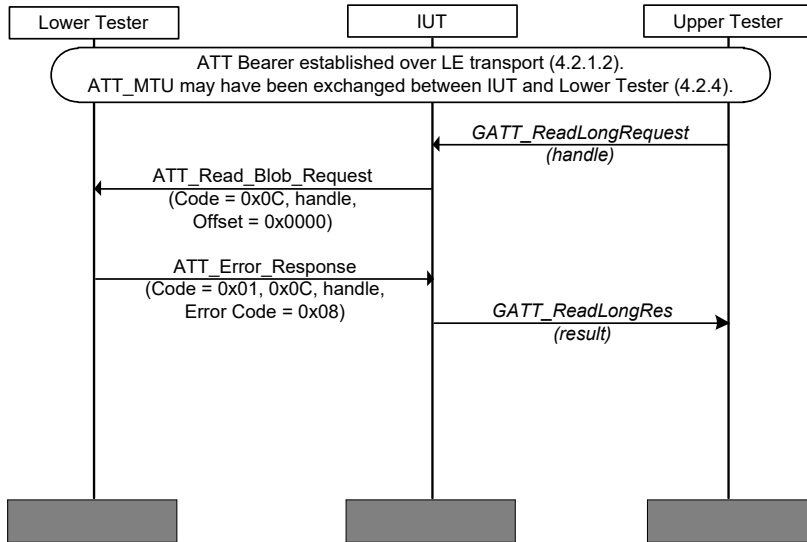 Lower Tester
IUT
Upper Tester
ATT Bearer established over LE transport (4.2.1.2).
ATT_MTU may have been exchanged between IUT and Lower Tester (4.2.4).
GATT_ReadLongRequest
(handle)
ATT_Read_Blob_Request
(Code = 0x0C, handle,
Offset = 0x0000)
ATT_Error_Response
(Code = 0x01, 0x0C, handle,
Error Code = 0x08)
GATT_ReadLongRes
(result)